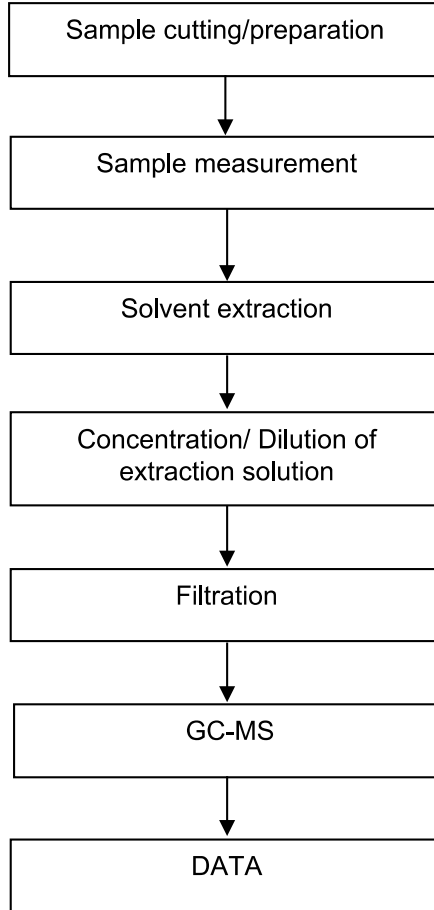 Sample cutting/preparation
Sample measurement
Solvent extraction
Concentration/ Dilution of
extraction solution
Filtration
GC-MS
DATA